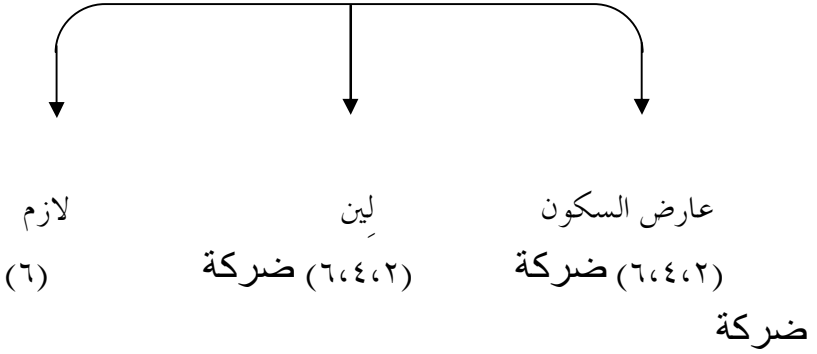 عارض السكون لِين لازم
(٢،٤،٦) ضركة (٢،٤،٦) ضركة (٦)
ضركة